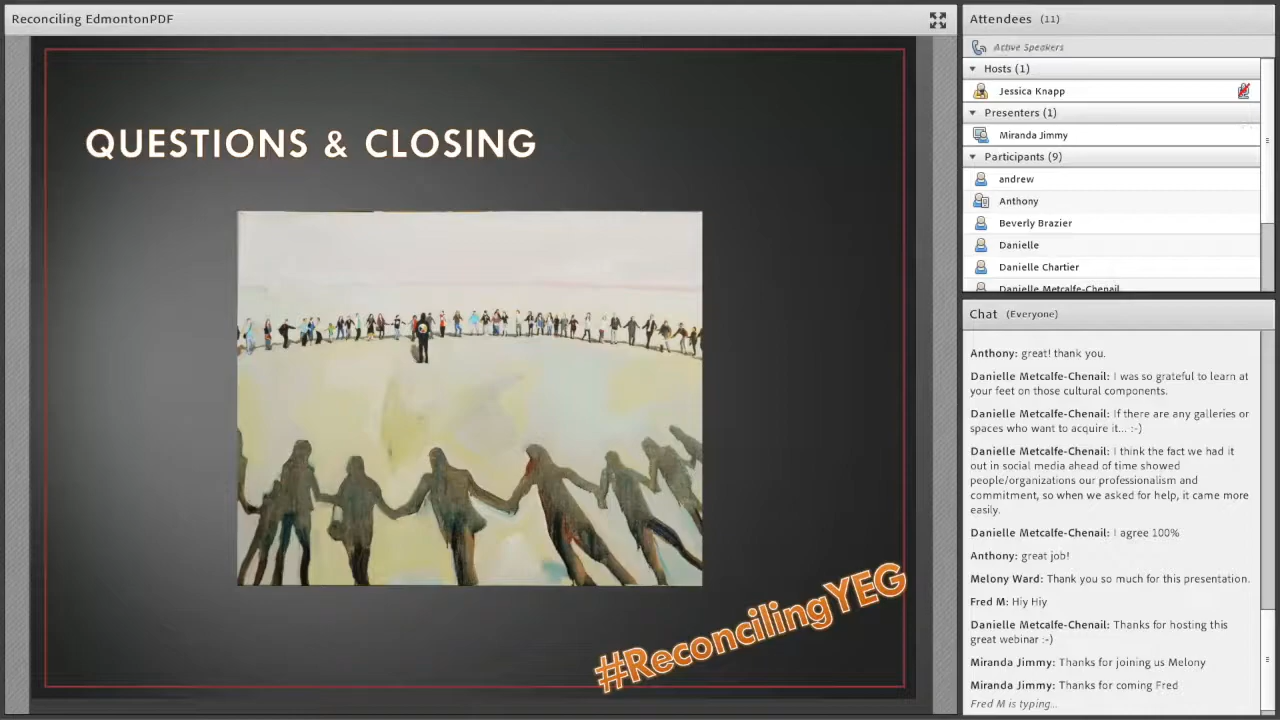 Reconciling EdmontonPDF
QUESTIONS & CLOSING
#ReconcilingYEG
Attendees (11)
Active Speakers
Hosts (1)
Jessica Knapp
Presenters (1)
Miranda Jimmy
Participants (9)
andrew
Anthony
Beverly Brazier
Danielle
Danielle Chartier
Danielle Metcalfe-Chenail
Chat (Everyone)
Anthony: great! thank you.
Danielle Metcalfe-Chenail: I was so grateful to learn at
your feet on those cultural components.
Danielle Metcalfe-Chenail: If there are any galleries or
spaces who want to acquire it... :-)
Danielle Metcalfe-Chenail: I think the fact we had it
out in social media ahead of time showed
people/organizations our professionalism and
commitment, so when we asked for help, it came more
easily.
Danielle Metcalfe-Chenail: I agree 100%
Anthony: great job!
Melony Ward: Thank you so much for this presentation.
Fred M: Hiy Hiy
Danielle Metcalfe-Chenail: Thanks for hosting this
great webinar :-)
Miranda Jimmy: Thanks for joining us Melony
Miranda Jimmy: Thanks for coming Fred
Fred M is typing...